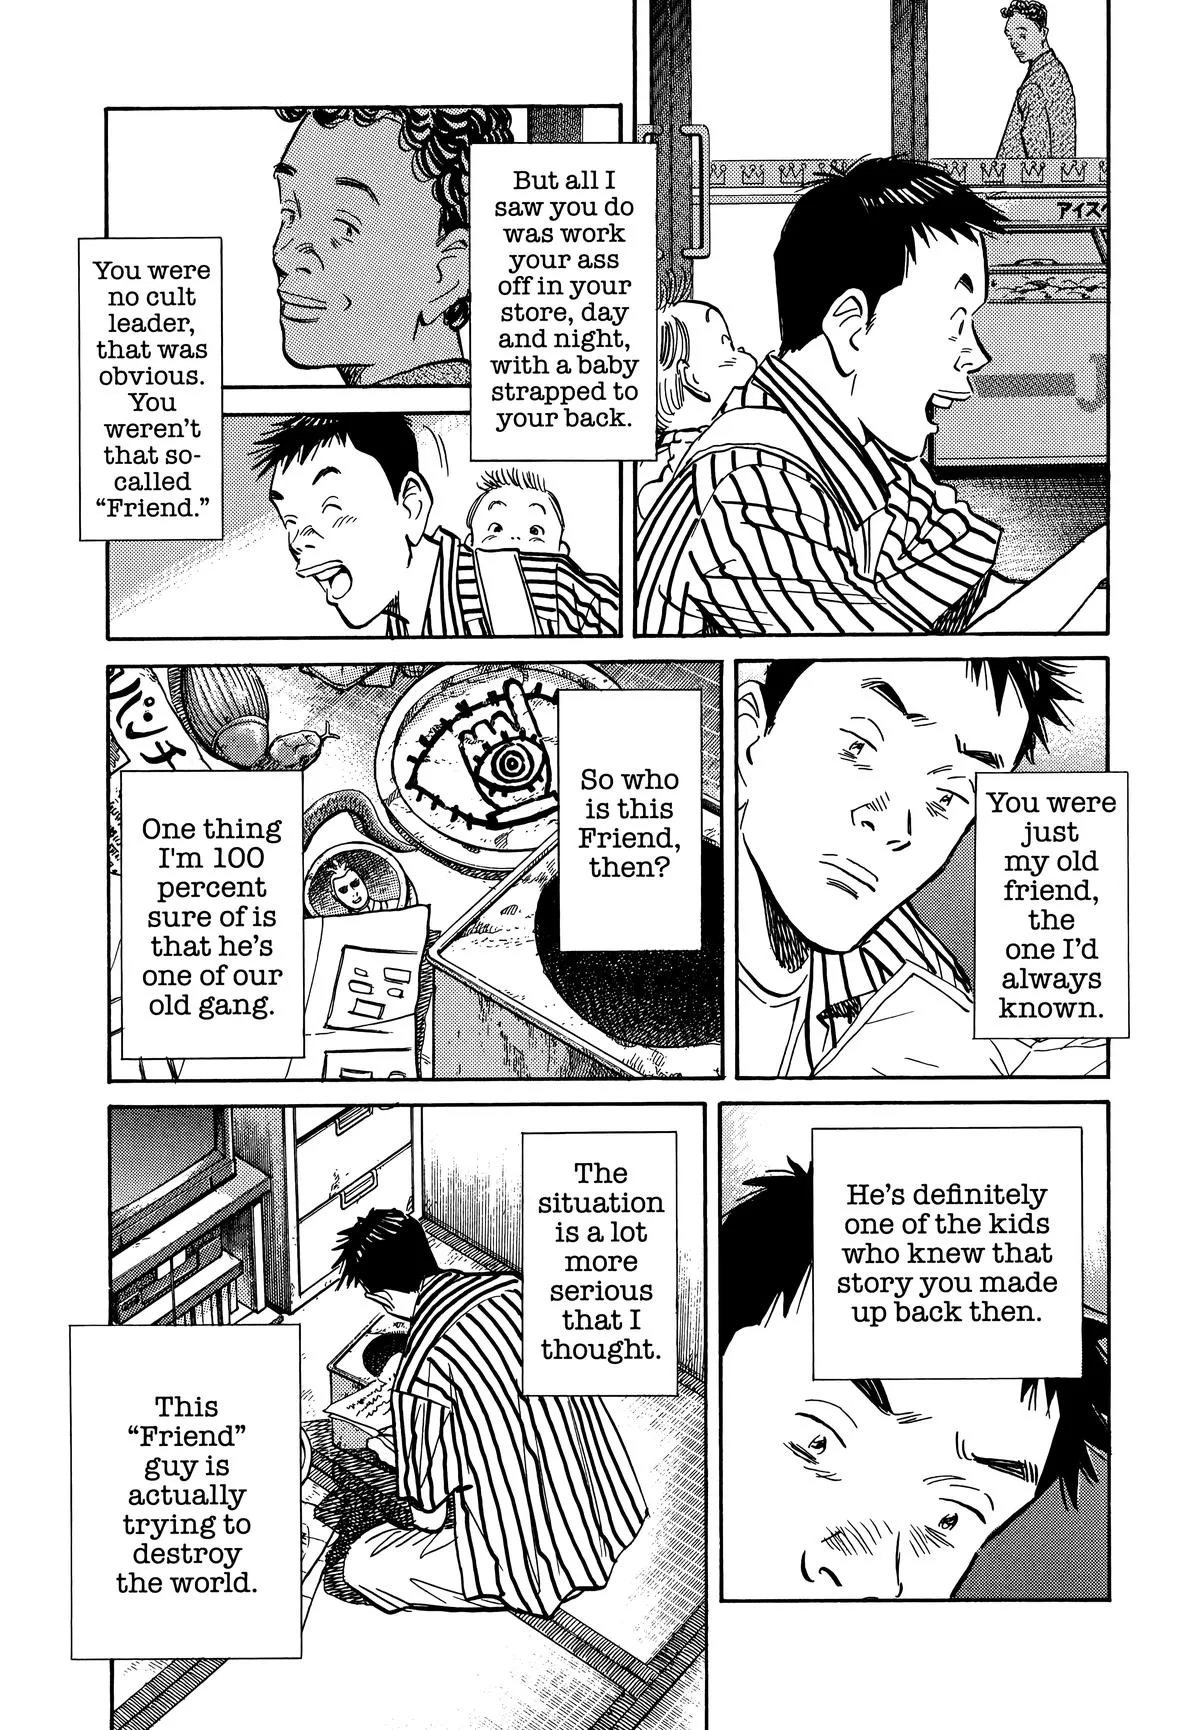 アイスク
But all I
saw you do
was work
your ass
off in your
store, day
and night,
with a baby
strapped to
your back.
You were
no cult
leader,
that was
obvious.
You
weren't
that so-
called
“Friend.”
You were
just
my old
friend,
the
one I'd
always
known.
So who
is this
Friend,
then?
パンチ
One thing
I'm 100
percent
sure of is
that he's
one of our
old gang.
He's definitely
one of the kids
who knew that
story you made
up back then.
The
situation
is a lot
more
serious
that I
thought.
This
“Friend”
guy is
actually
trying to
destroy
the world.